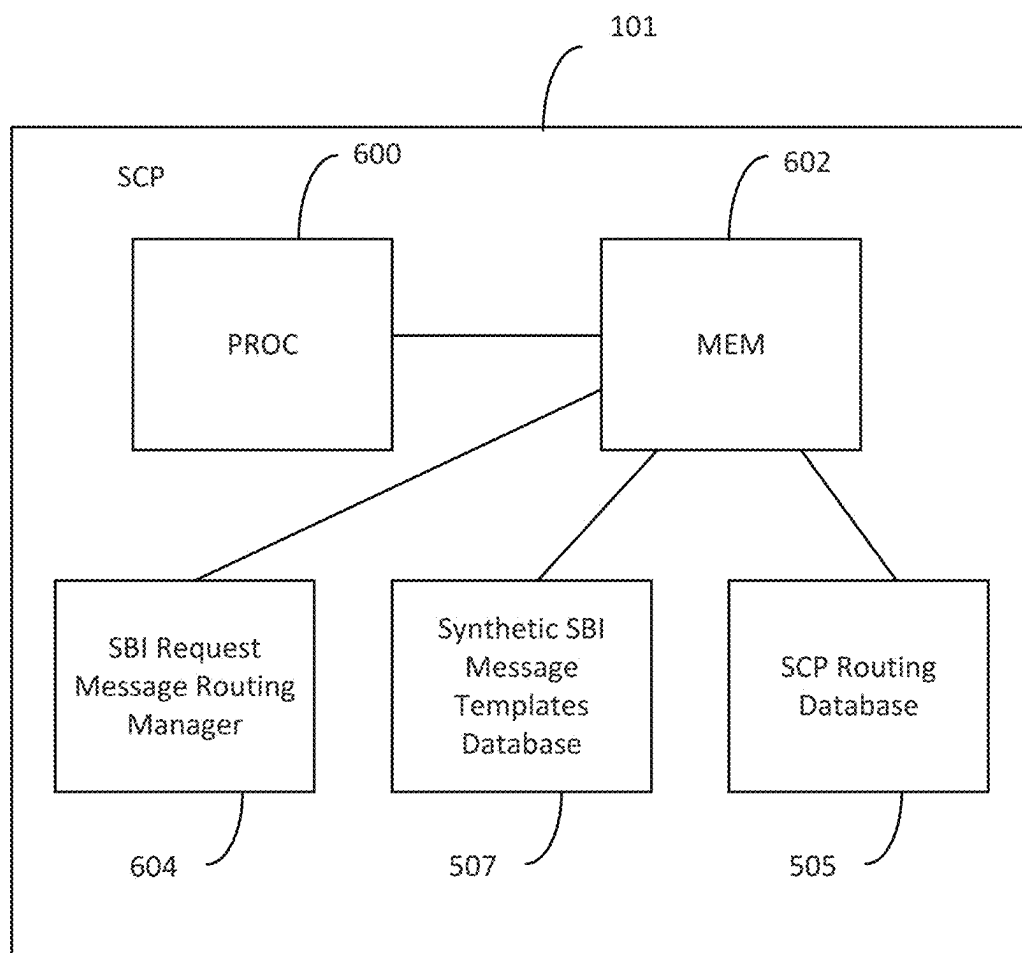 101
SCP
600
602
PROC
MEM
SBI Request
Message Routing
Manager
Synthetic SBI
Message
Templates
Database
SCP Routing
Database
604
507
505